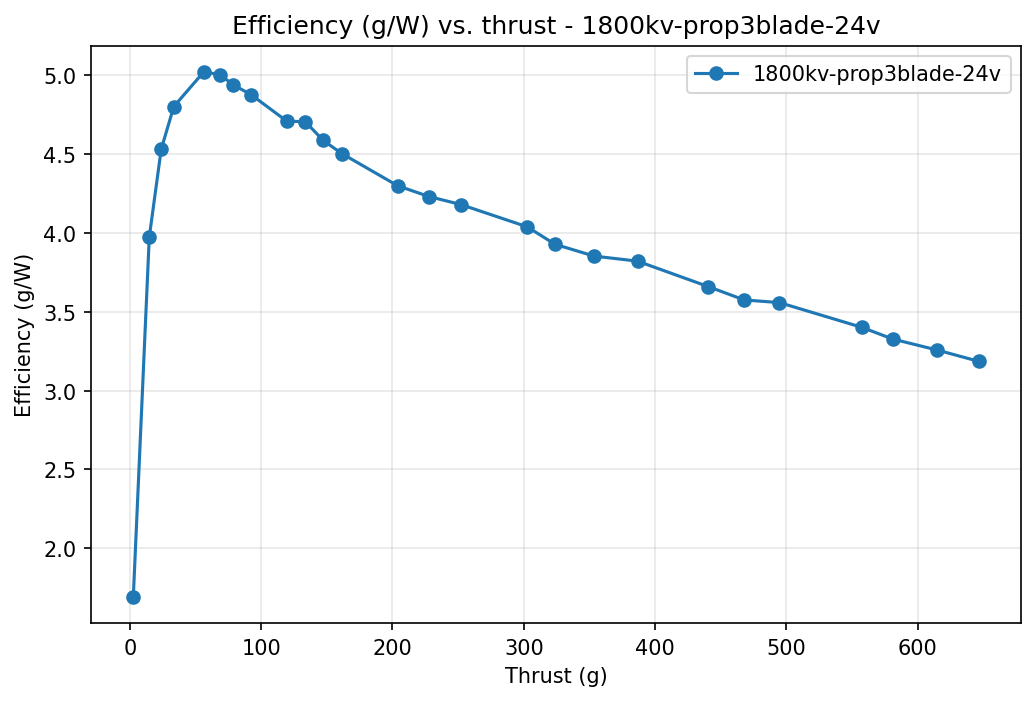 Efficiency (g/W) vs. thrust - 1800kv-prop3blade-24v
1800kv-prop3blade-24v
Efficiency (g/W)
5.0
4.5
4.0
3.5
3.0
2.5
2.0
0 100 200 300 400 500 600
Thrust (g)